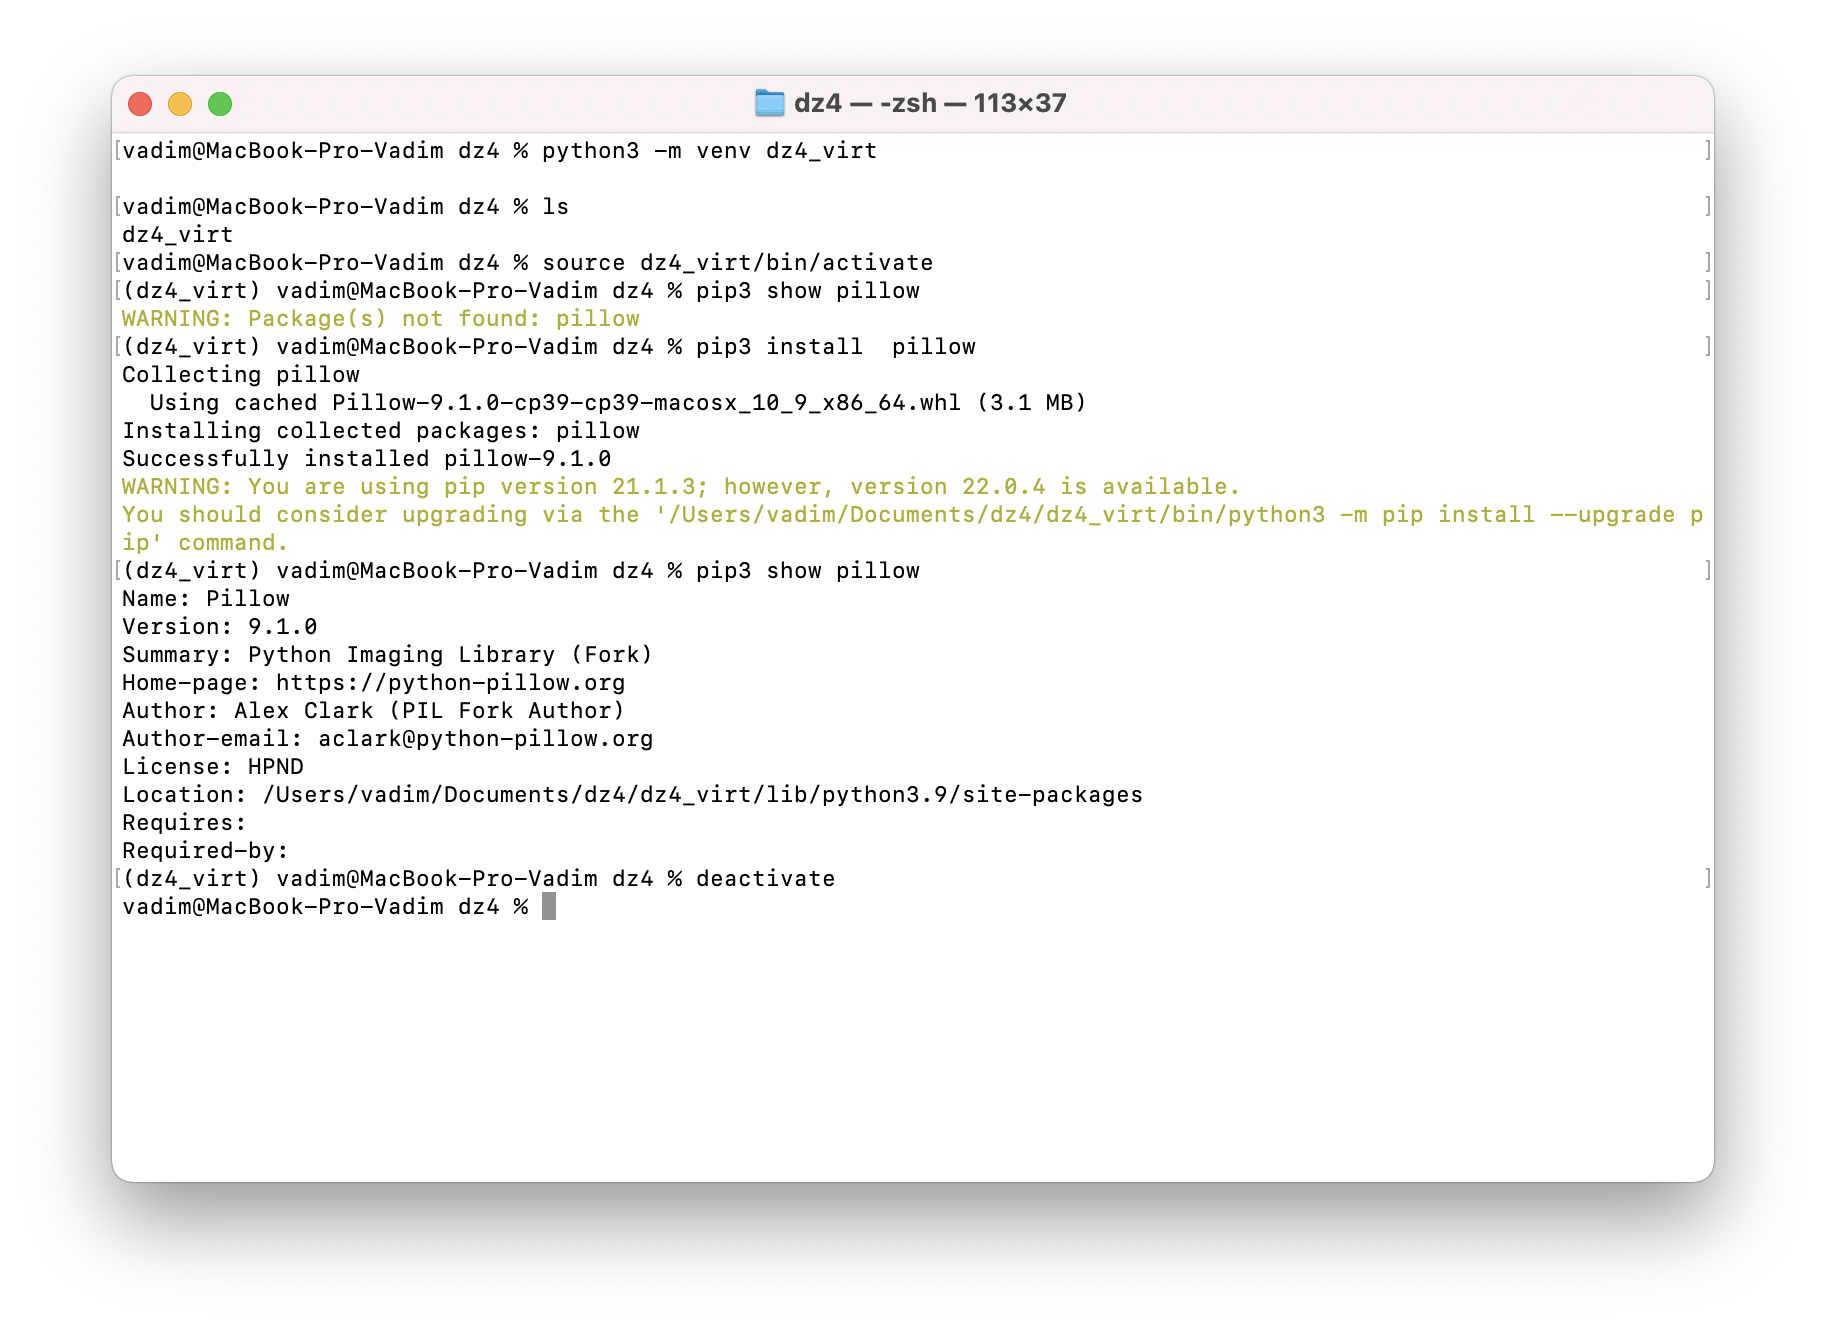 dz4 — -zsh — 113×37
[vadim@MacBook-Pro-Vadim dz4 % python3 -m venv dz4_virt ]
[vadim@MacBook-Pro-Vadim dz4 % ls ]
dz4_virt
[vadim@MacBook-Pro-Vadim dz4 % source dz4_virt/bin/activate ]
[(dz4_virt) vadim@MacBook-Pro-Vadim dz4 % pip3 show pillow ]
WARNING: Package(s) not found: pillow
[(dz4_virt) vadim@MacBook-Pro-Vadim dz4 % pip3 install  pillow ]
Collecting pillow
  Using cached Pillow-9.1.0-cp39-cp39-macosx_10_9_x86_64.whl (3.1 MB)
Installing collected packages: pillow
Successfully installed pillow-9.1.0
WARNING: You are using pip version 21.1.3; however, version 22.0.4 is available.
You should consider upgrading via the '/Users/vadim/Documents/dz4/dz4_virt/bin/python3 -m pip install --upgrade p
ip' command.
[(dz4_virt) vadim@MacBook-Pro-Vadim dz4 % pip3 show pillow ]
Name: Pillow
Version: 9.1.0
Summary: Python Imaging Library (Fork)
Home-page: https://python-pillow.org
Author: Alex Clark (PIL Fork Author)
Author-email: aclark@python-pillow.org
License: HPND
Location: /Users/vadim/Documents/dz4/dz4_virt/lib/python3.9/site-packages
Requires:
Required-by:
[(dz4_virt) vadim@MacBook-Pro-Vadim dz4 % deactivate ]
vadim@MacBook-Pro-Vadim dz4 %